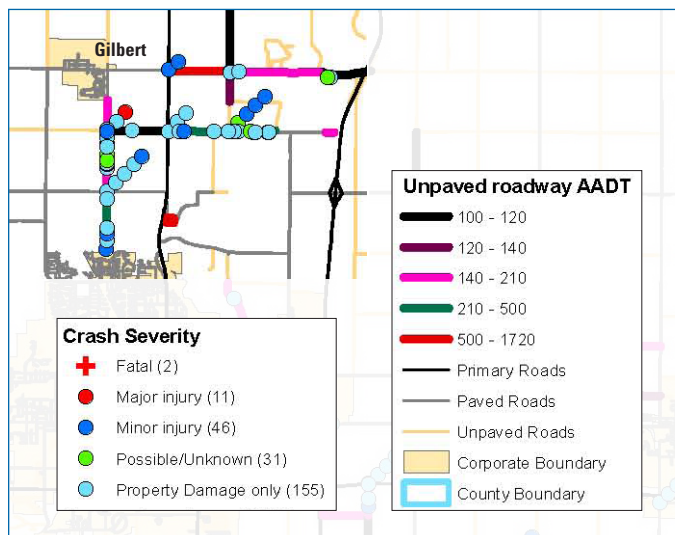 Gilbert
Unpaved roadway AADT
100 - 120
120 - 140
140 - 210
210 - 500
500 - 1720
Primary Roads
Paved Roads
Unpaved Roads
Corporate Boundary
County Boundary
Crash Severity
Fatal (2)
Major injury (11)
Minor injury (46)
Possible/Unknown (31)
Property Damage only (155)